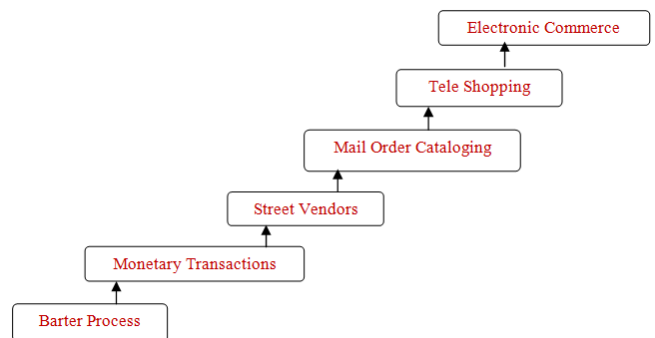 Electronic Commerce
Tele Shopping
Mail Order Cataloging
Street Vendors
Monetary Transactions
Barter Process